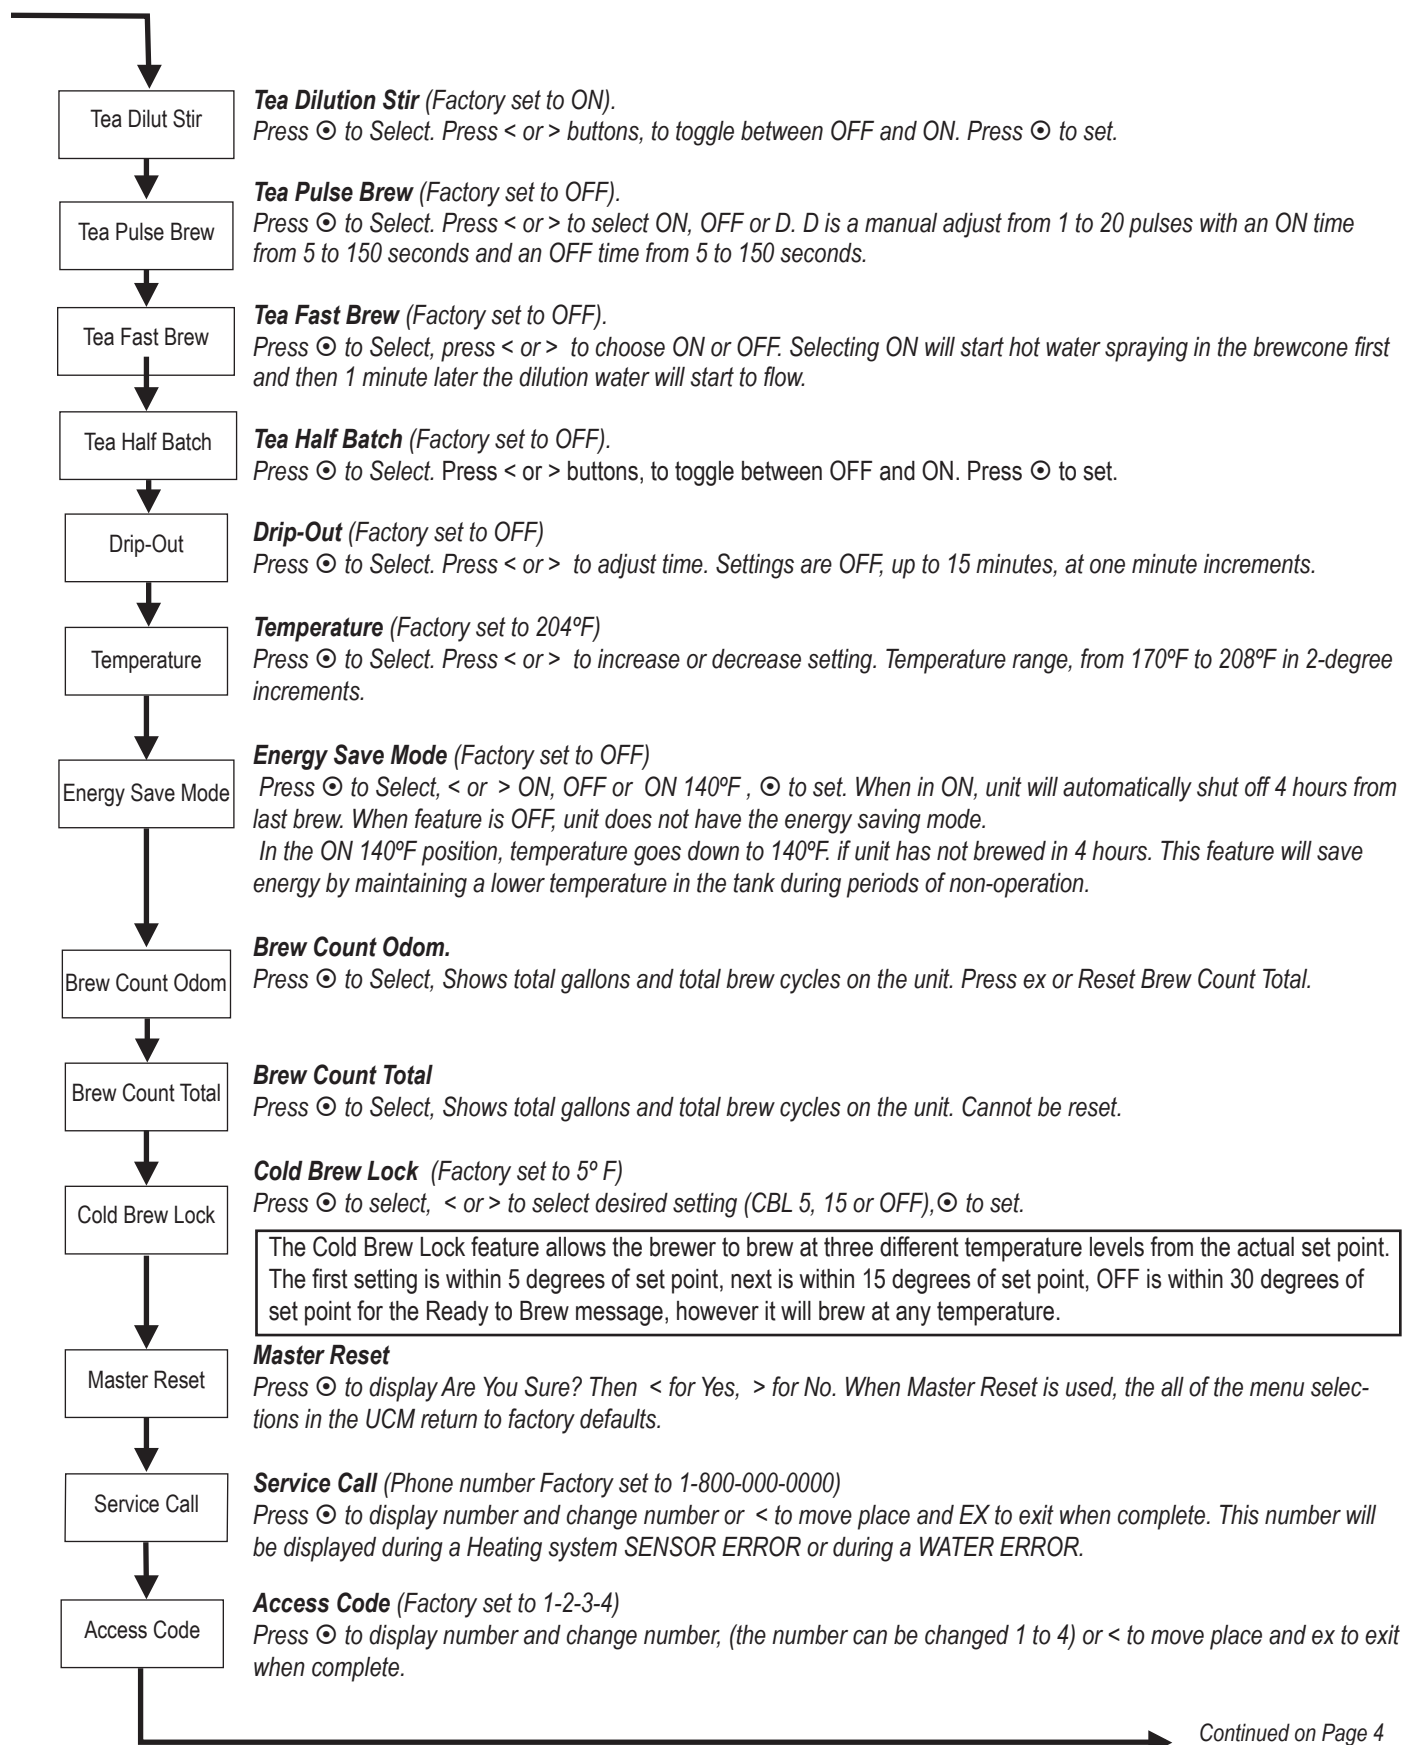 Tea Dilut Stir
Tea Dilution Stir (Factory set to ON).
Press ⊙ to Select. Press < or > buttons, to toggle between OFF and ON. Press ⊙ to set.
Tea Pulse Brew
Tea Pulse Brew (Factory set to OFF).
Press ⊙ to Select. Press < or > to select ON, OFF or D. D is a manual adjust from 1 to 20 pulses with an ON time
from 5 to 150 seconds and an OFF time from 5 to 150 seconds.
Tea Fast Brew
Tea Fast Brew (Factory set to OFF).
Press ⊙ to Select, press < or > to choose ON or OFF. Selecting ON will start hot water spraying in the brewcone first
and then 1 minute later the dilution water will start to flow.
Tea Half Batch
Tea Half Batch (Factory set to OFF).
Press ⊙ to Select. Press < or > buttons, to toggle between OFF and ON. Press ⊙ to set.
Drip-Out
Drip-Out (Factory set to OFF)
Press ⊙ to Select. Press < or > to adjust time. Settings are OFF, up to 15 minutes, at one minute increments.
Temperature
Temperature (Factory set to 204ºF)
Press ⊙ to Select. Press < or > to increase or decrease setting. Temperature range, from 170ºF to 208ºF in 2-degree
increments.
Energy Save Mode
Energy Save Mode (Factory set to OFF)
Press ⊙ to Select, < or > ON, OFF or ON 140ºF , ⊙ to set. When in ON, unit will automatically shut off 4 hours from
last brew. When feature is OFF, unit does not have the energy saving mode.
In the ON 140ºF position, temperature goes down to 140ºF. if unit has not brewed in 4 hours. This feature will save
energy by maintaining a lower temperature in the tank during periods of non-operation.
Brew Count Odom
Brew Count Odom.
Press ⊙ to Select, Shows total gallons and total brew cycles on the unit. Press ex or Reset Brew Count Total.
Brew Count Total
Brew Count Total
Press ⊙ to Select, Shows total gallons and total brew cycles on the unit. Cannot be reset.
Cold Brew Lock
Cold Brew Lock (Factory set to 5º F)
Press ⊙ to select, < or > to select desired setting (CBL 5, 15 or OFF),⊙ to set.
The Cold Brew Lock feature allows the brewer to brew at three different temperature levels from the actual set point.
The first setting is within 5 degrees of set point, next is within 15 degrees of set point, OFF is within 30 degrees of
set point for the Ready to Brew message, however it will brew at any temperature.
Master Reset
Master Reset
Press ⊙ to display Are You Sure? Then < for Yes, > for No. When Master Reset is used, the all of the menu selec-
tions in the UCM return to factory defaults.
Service Call
Service Call (Phone number Factory set to 1-800-000-0000)
Press ⊙ to display number and change number or < to move place and EX to exit when complete. This number will
be displayed during a Heating system SENSOR ERROR or during a WATER ERROR.
Access Code
Access Code (Factory set to 1-2-3-4)
Press ⊙ to display number and change number, (the number can be changed 1 to 4) or < to move place and ex to exit
when complete.
Continued on Page 4